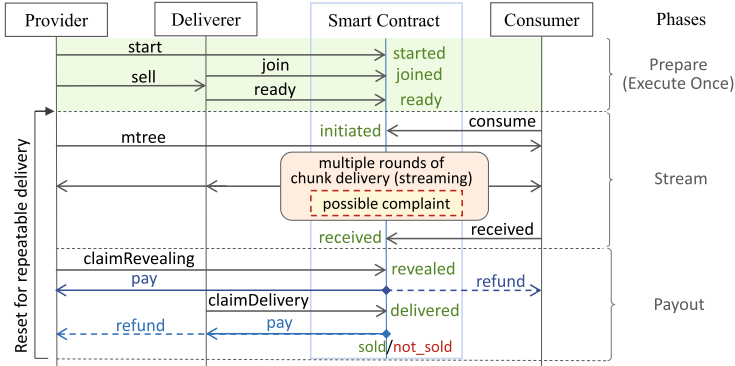 Provider
Deliverer
Smart Contract
Consumer
Phases
start
started
join
joined
sell
ready
ready
Prepare
(Execute Once)
consume
initiated
mtree
multiple rounds of
chunk delivery (streaming)
possible complaint
Stream
received
received
claimRevealing
revealed
pay
refund
claimDelivery
delivered
Payout
refund
pay
sold/not_sold
Reset for repeatable delivery